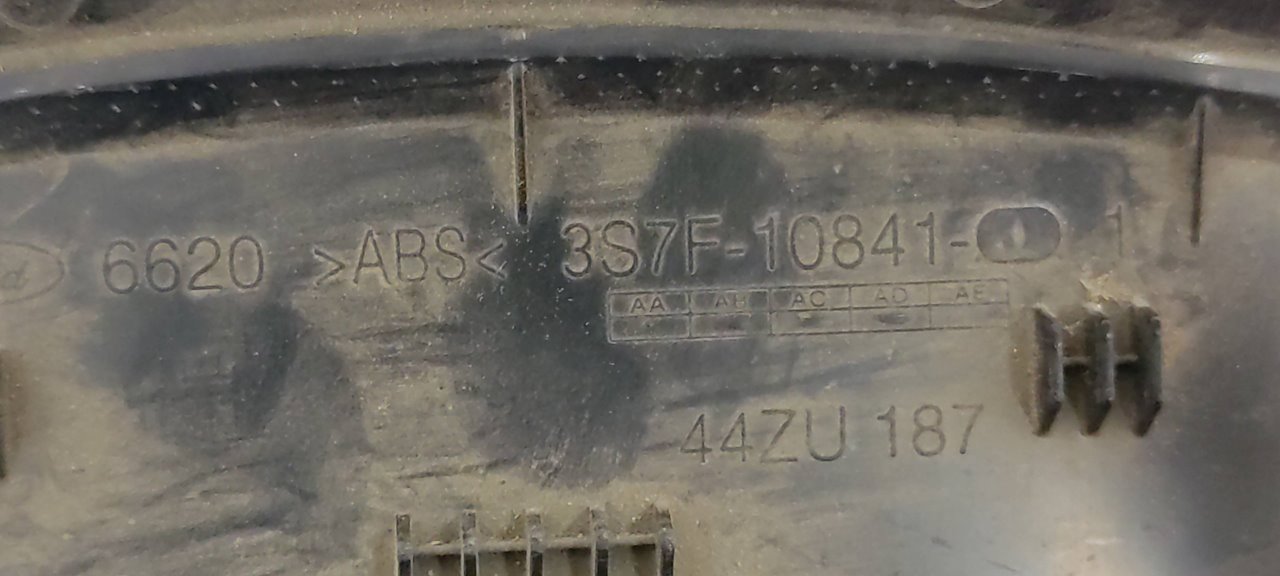 6620 >ABS< 3S7F-10841- 1
AA AB AC AD AE
44ZU 187